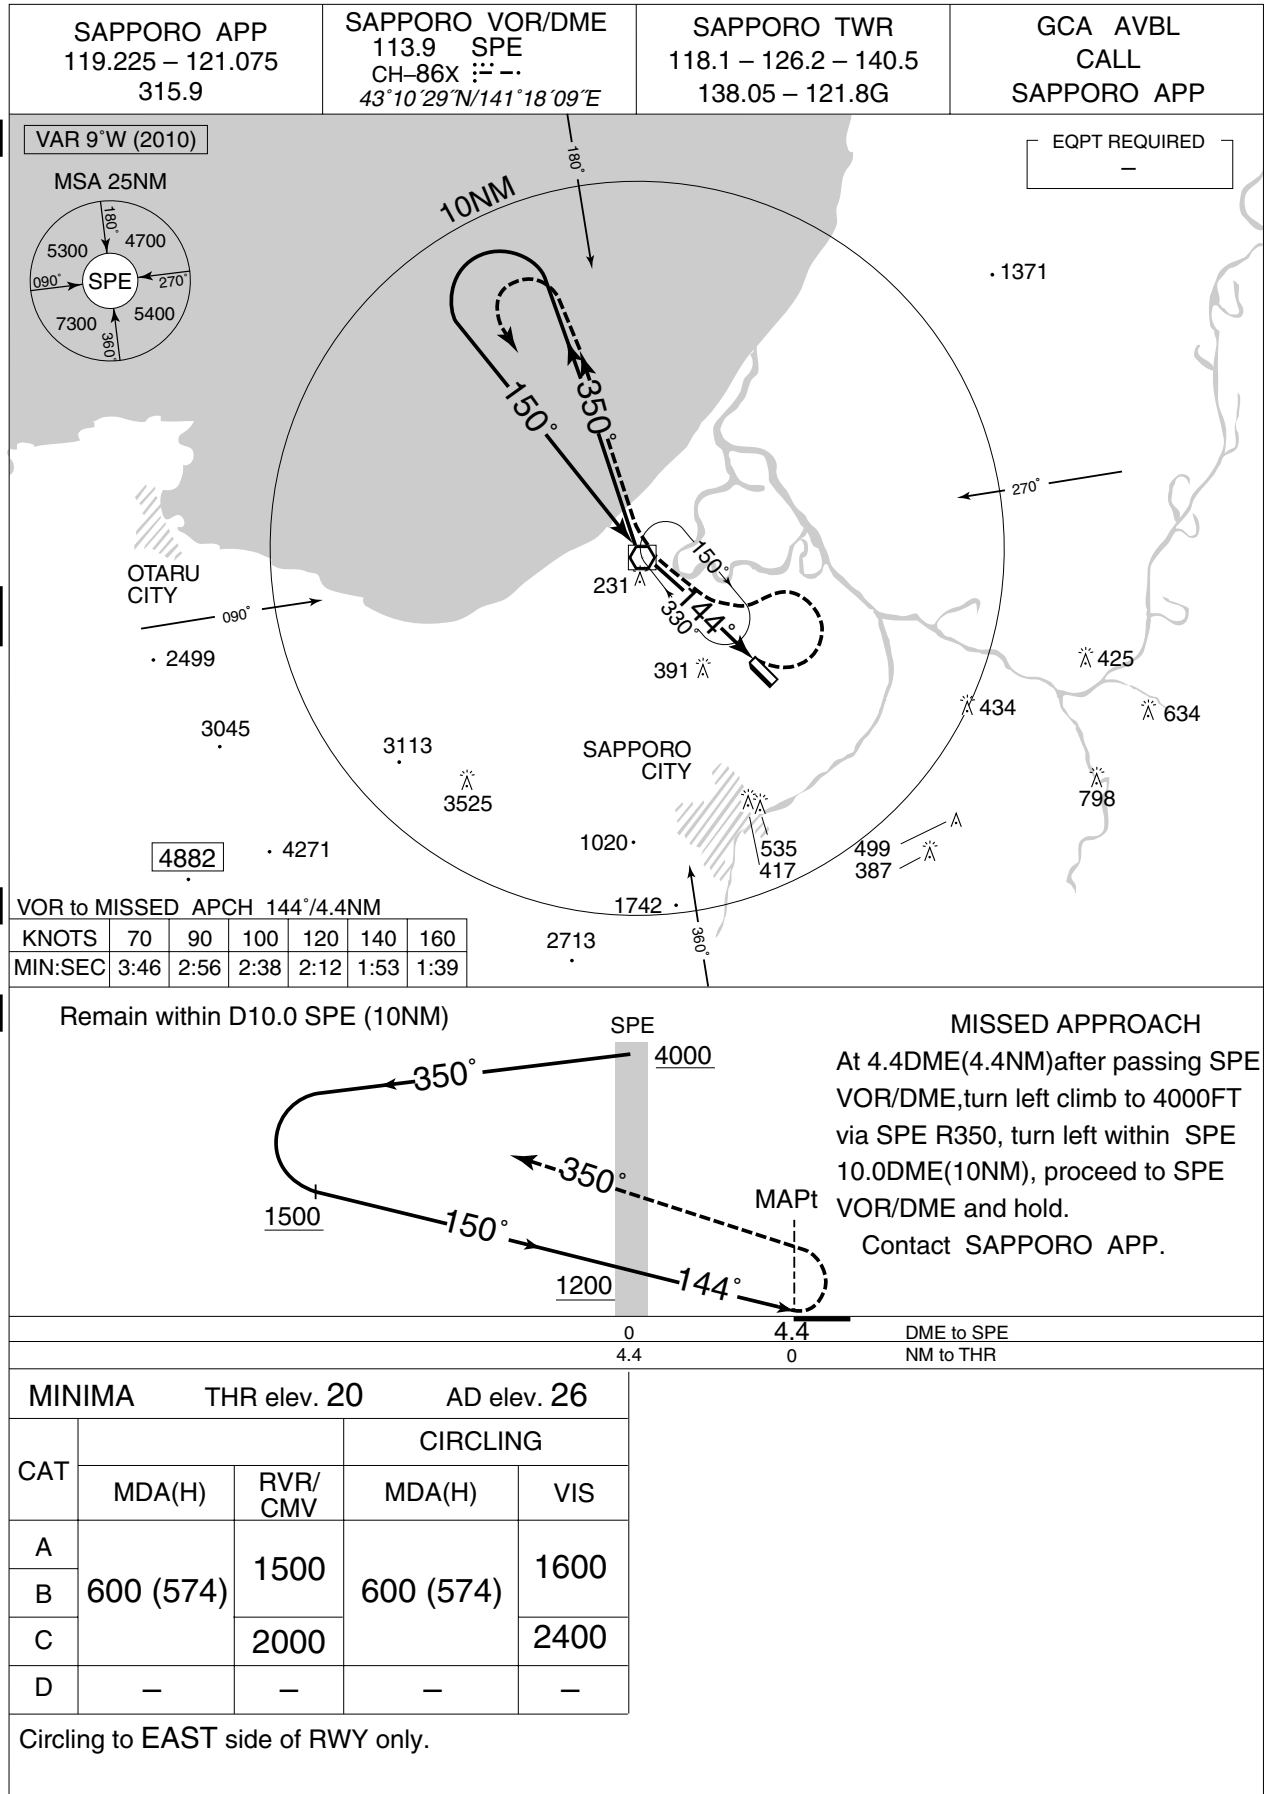 SAPPORO APP
119.225 – 121.075
315.9
SAPPORO VOR/DME
113.9 SPE
CH–86X
43°10´29˝N/141°18´09˝E
SAPPORO TWR
118.1 – 126.2 – 140.5
138.05 – 121.8G
GCA AVBL
CALL
SAPPORO APP
VAR 9°W (2010)
MSA 25NM
180°
5300
4700
090°
SPE
270°
7300
5400
360°
EQPT REQUIRED
–
180°
10NM
1371
150°
350°
270°
OTARU
CITY
090°
231
150°
330°
144°
2499
391
425
434
634
3045
3113
3525
SAPPORO
CITY
798
4882
4271
1020
535
417
499
387
1742
2713
360°
VOR to MISSED APCH 144°/4.4NM
KNOTS 70 90 100 120 140 160
MIN:SEC 3:46 2:56 2:38 2:12 1:53 1:39
Remain within D10.0 SPE (10NM)
SPE
4000
350°
350°
1500
150°
1200
144°
MAPt
MISSED APPROACH
At 4.4DME(4.4NM)after passing SPE
VOR/DME,turn left climb to 4000FT
via SPE R350, turn left within SPE
10.0DME(10NM), proceed to SPE
VOR/DME and hold.
Contact SAPPORO APP.
0 4.4 DME to SPE
4.4 0 NM to THR
MINIMA THR elev. 20 AD elev. 26
CAT
CIRCLING
MDA(H)
RVR/
CMV
MDA(H)
VIS
A
B
C
600 (574)
1500
2000
600 (574)
1600
2400
D – – – –
Circling to EAST side of RWY only.